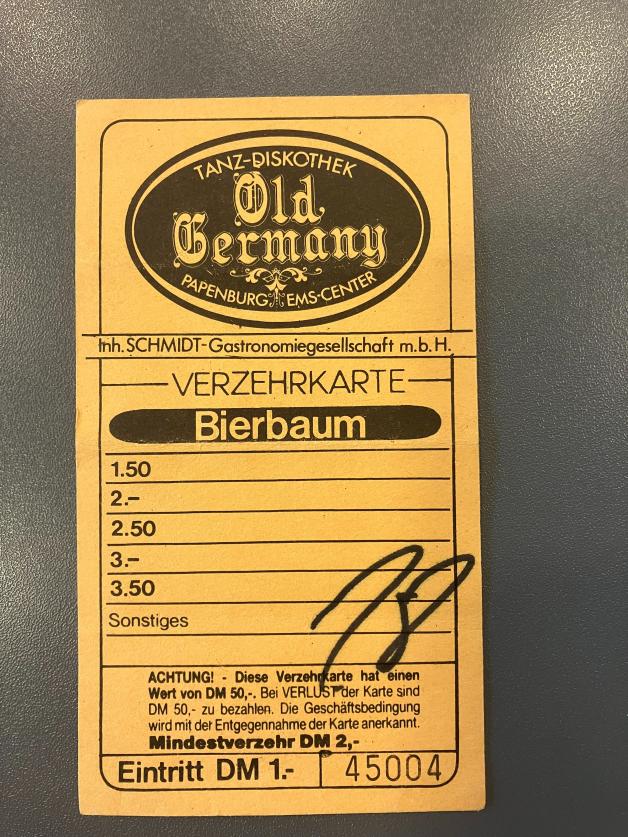 TANZ-DISKOTHEK
Old
Germany
PAPENBURG EMS-CENTER
Inh. SCHMIDT-Gastronomiegesellschaft m.b.H.
VERZEHRKARTE
Bierbaum
1.50
2.–
2.50
3.–
3.50
Sonstiges
ACHTUNG! - Diese Verzehrkarte hat einen
Wert von DM 50,-. Bei VERLUST der Karte sind
DM 50,- zu bezahlen. Die Geschäftsbedingung
wird mit der Entgegennahme der Karte anerkannt.
Mindestverzehr DM 2,-
Eintritt DM 1.- 45004